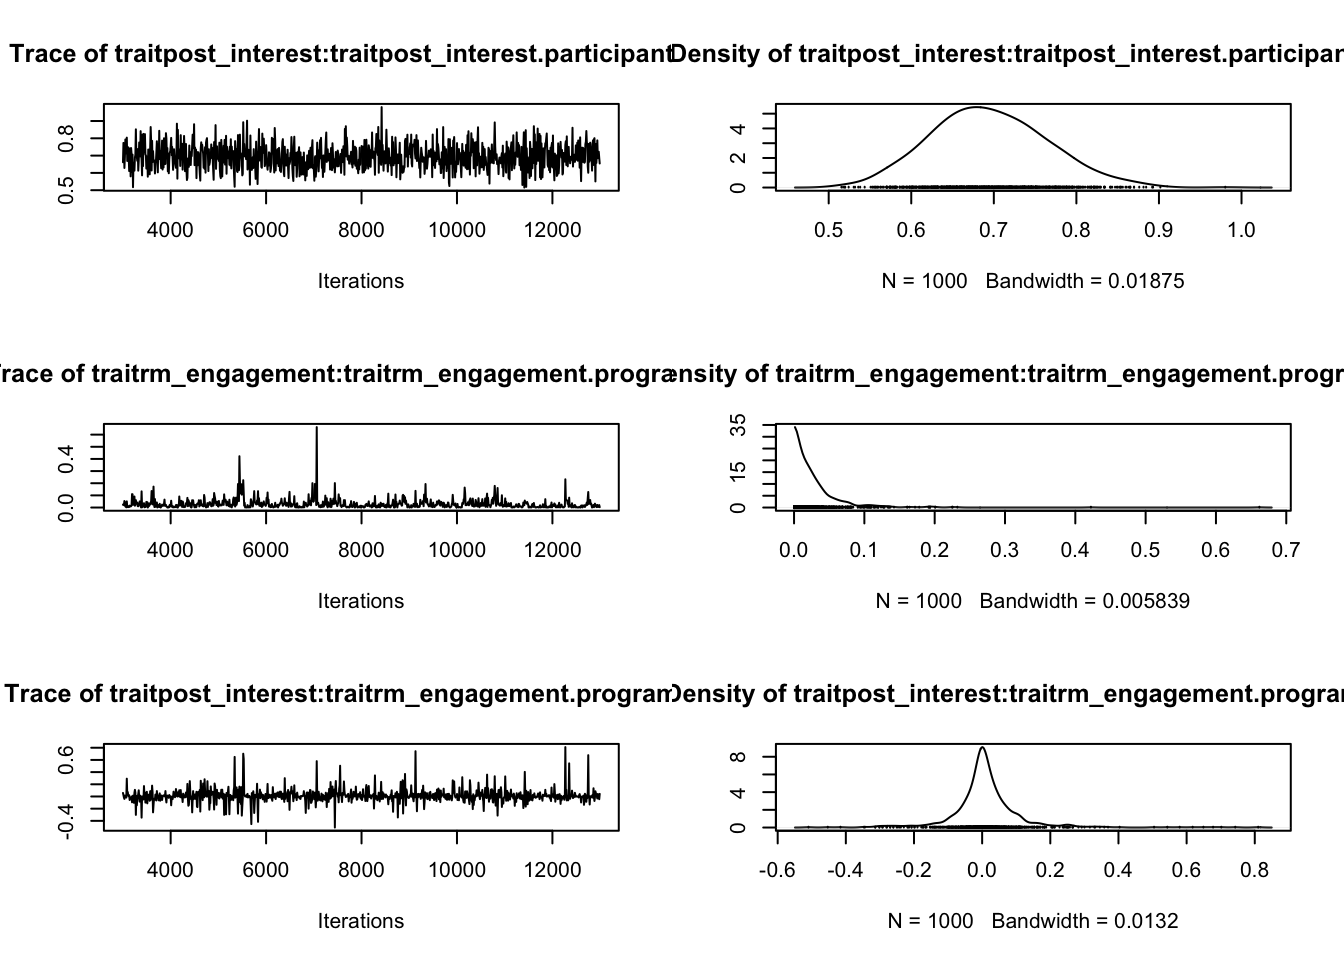 Trace of traitpost_interest:traitpost_interest.participant
Density of traitpost_interest:traitpost_interest.participan
0.5 0.8
4000 6000 8000 10000 12000
Iterations
0 2 4
0.5 0.6 0.7 0.8 0.9 1.0
N = 1000 Bandwidth = 0.01875
Trace of traitrm_engagement:traitrm_engagement.progra
ensity of traitrm_engagement:traitrm_engagement.progr
0.0 0.4
4000 6000 8000 10000 12000
Iterations
0 15 35
0.0 0.1 0.2 0.3 0.4 0.5 0.6 0.7
N = 1000 Bandwidth = 0.005839
Trace of traitpost_interest:traitrm_engagement.program
Density of traitpost_interest:traitrm_engagement.progra
-0.4 0.6
4000 6000 8000 10000 12000
Iterations
0 4 8
-0.6 -0.4 -0.2 0.0 0.2 0.4 0.6 0.8
N = 1000 Bandwidth = 0.0132